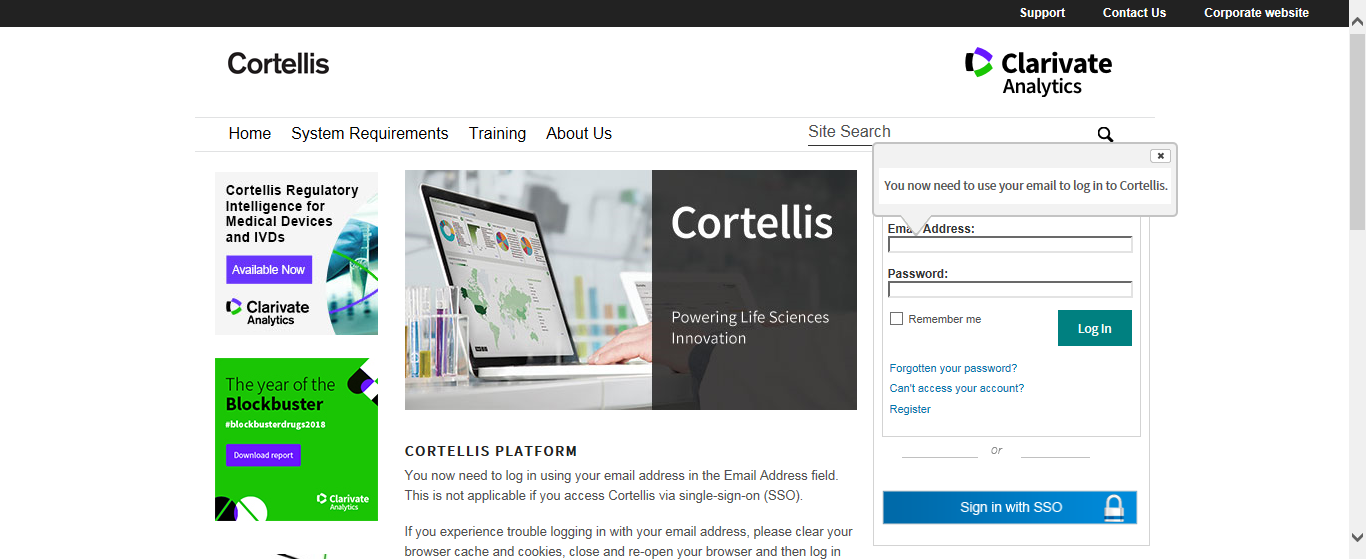 Support Contact Us Corporate website
Cortellis
Clarivate
Analytics
Home System Requirements Training About Us Site Search
Cortellis Regulatory
Intelligence for
Medical Devices
and IVDs
Available Now
Clarivate
Analytics
The year of the
Blockbuster
#blockbusterdrugs2018
Download report
Clarivate
Analytics
Cortellis
Powering Life Sciences
Innovation
CORTELLIS PLATFORM
You now need to log in using your email address in the Email Address field.
This is not applicable if you access Cortellis via single-sign-on (SSO).
If you experience trouble logging in with your email address, please clear your
browser cache and cookies, close and re-open your browser and then log in
You now need to use your email to log in to Cortellis.
Email Address:
Password:
Remember me
Log In
Forgotten your password?
Can't access your account?
Register
or
Sign in with SSO